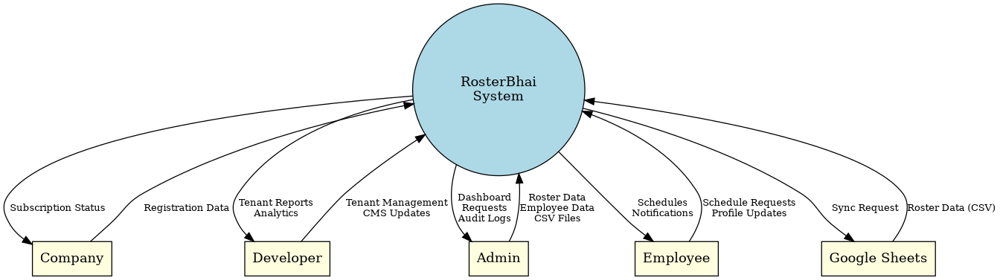 RosterBhai
System
Subscription Status
Registration Data
Tenant Reports
Analytics
Tenant Management
CMS Updates
Dashboard
Requests
Audit Logs
Roster Data
Employee Data
CSV Files
Schedules
Notifications
Schedule Requests
Profile Updates
Sync Request
Roster Data (CSV)
Company
Developer
Admin
Employee
Google Sheets